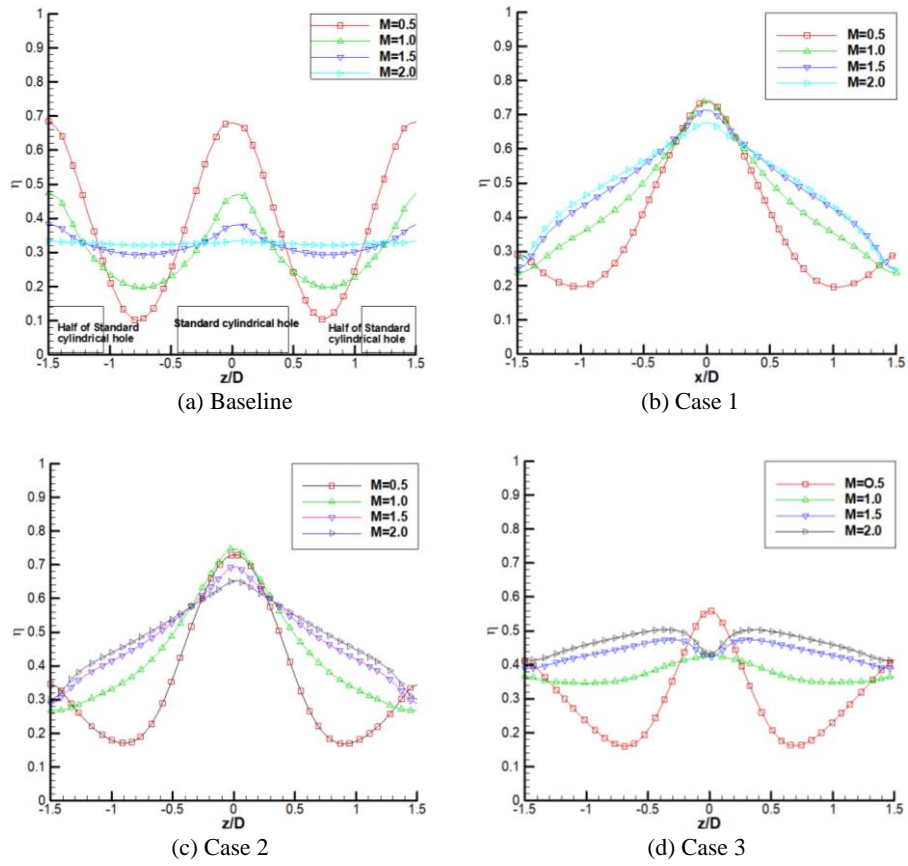 1
0.9
0.8
0.7
0.6
0.5
0.4
0.3
0.2
0.1
0
η
M=0.5
M=1.0
M=1.5
M=2.0
Half of Standard
cylindrical hole
Standard cylindrical hole
Half of Standard
cylindrical hole
-1.5 -1 -0.5 0 0.5 1 1.5
z/D
(a) Baseline
1
0.9
0.8
0.7
0.6
0.5
0.4
0.3
0.2
0.1
0
η
M=0.5
M=1.0
M=1.5
M=2.0
-1.5 -1 -0.5 0 0.5 1 1.5
x/D
(b) Case 1
1
0.9
0.8
0.7
0.6
0.5
0.4
0.3
0.2
0.1
0
η
M=0.5
M=1.0
M=1.5
M=2.0
-1.5 -1 -0.5 0 0.5 1 1.5
z/D
(c) Case 2
1
0.9
0.8
0.7
0.6
0.5
0.4
0.3
0.2
0.1
0
η
M=O.5
M=1.0
M=1.5
M=2.0
-1.5 -1 -0.5 0 0.5 1 1.5
z/D
(d) Case 3